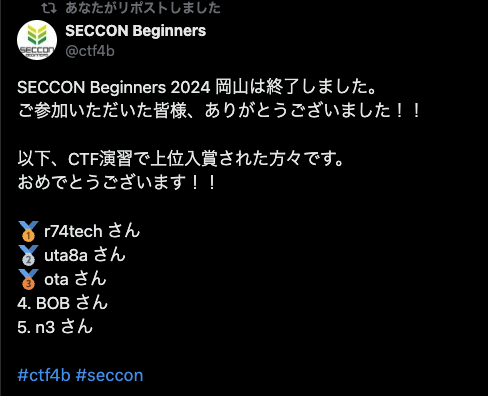 あなたがリポストしました
SECCON Beginners
@ctf4b
SECCON Beginners 2024 岡山は終了しました。
ご参加いただいた皆様、ありがとうございました！！
以下、CTF演習で上位入賞された方々です。
おめでとうございます！！
🥇 r74tech さん
🥈 uta8a さん
🥉 ota さん
4. BOB さん
5. n3 さん
#ctf4b #seccon